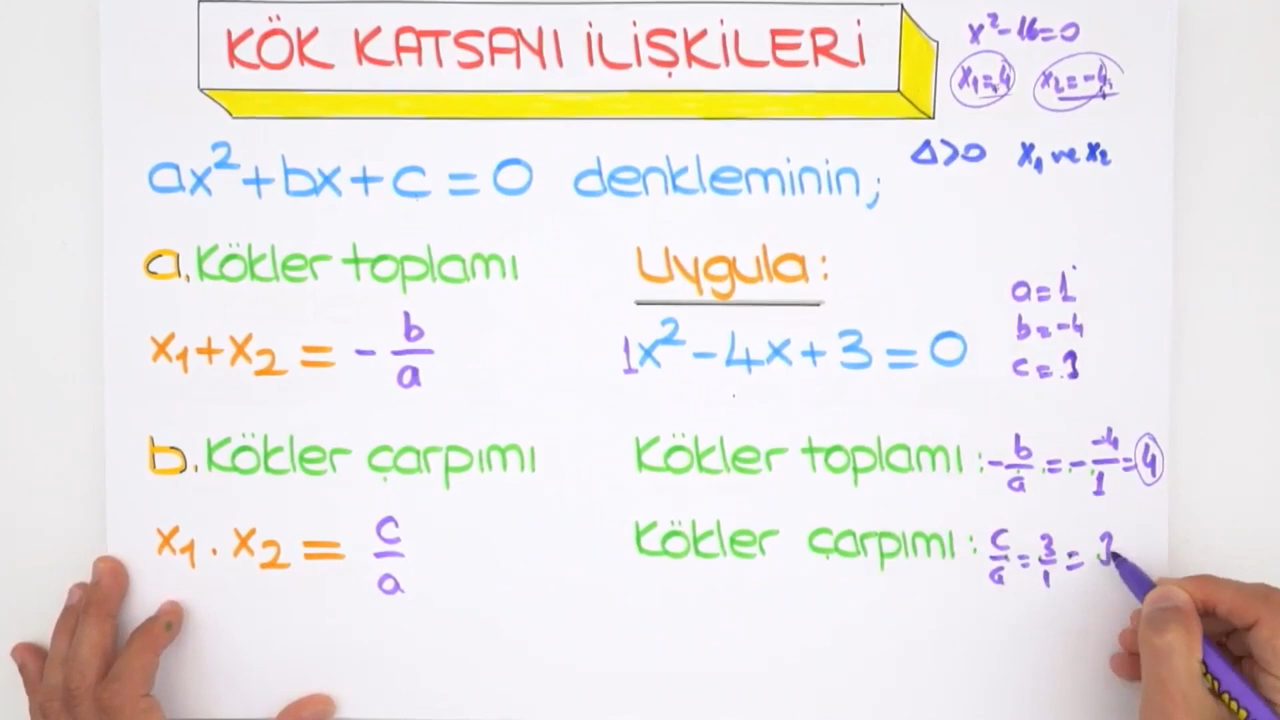 KÖK KATSAYI İLİŞKİLERİ
x²-16=0
x₁=4 x₂=-4
ax²+bx+c=0 denkleminin;
Δ>0 x₁ ve x₂
a. Kökler toplamı
x₁+x₂ = -b/a
b. Kökler çarpımı
x₁.x₂ = c/a
Uygula:
1x²-4x+3=0
a=1
b=-4
c=3
Kökler toplamı: -b/a = - -4/1 = 4
Kökler çarpımı: c/a = 3/1 = 3